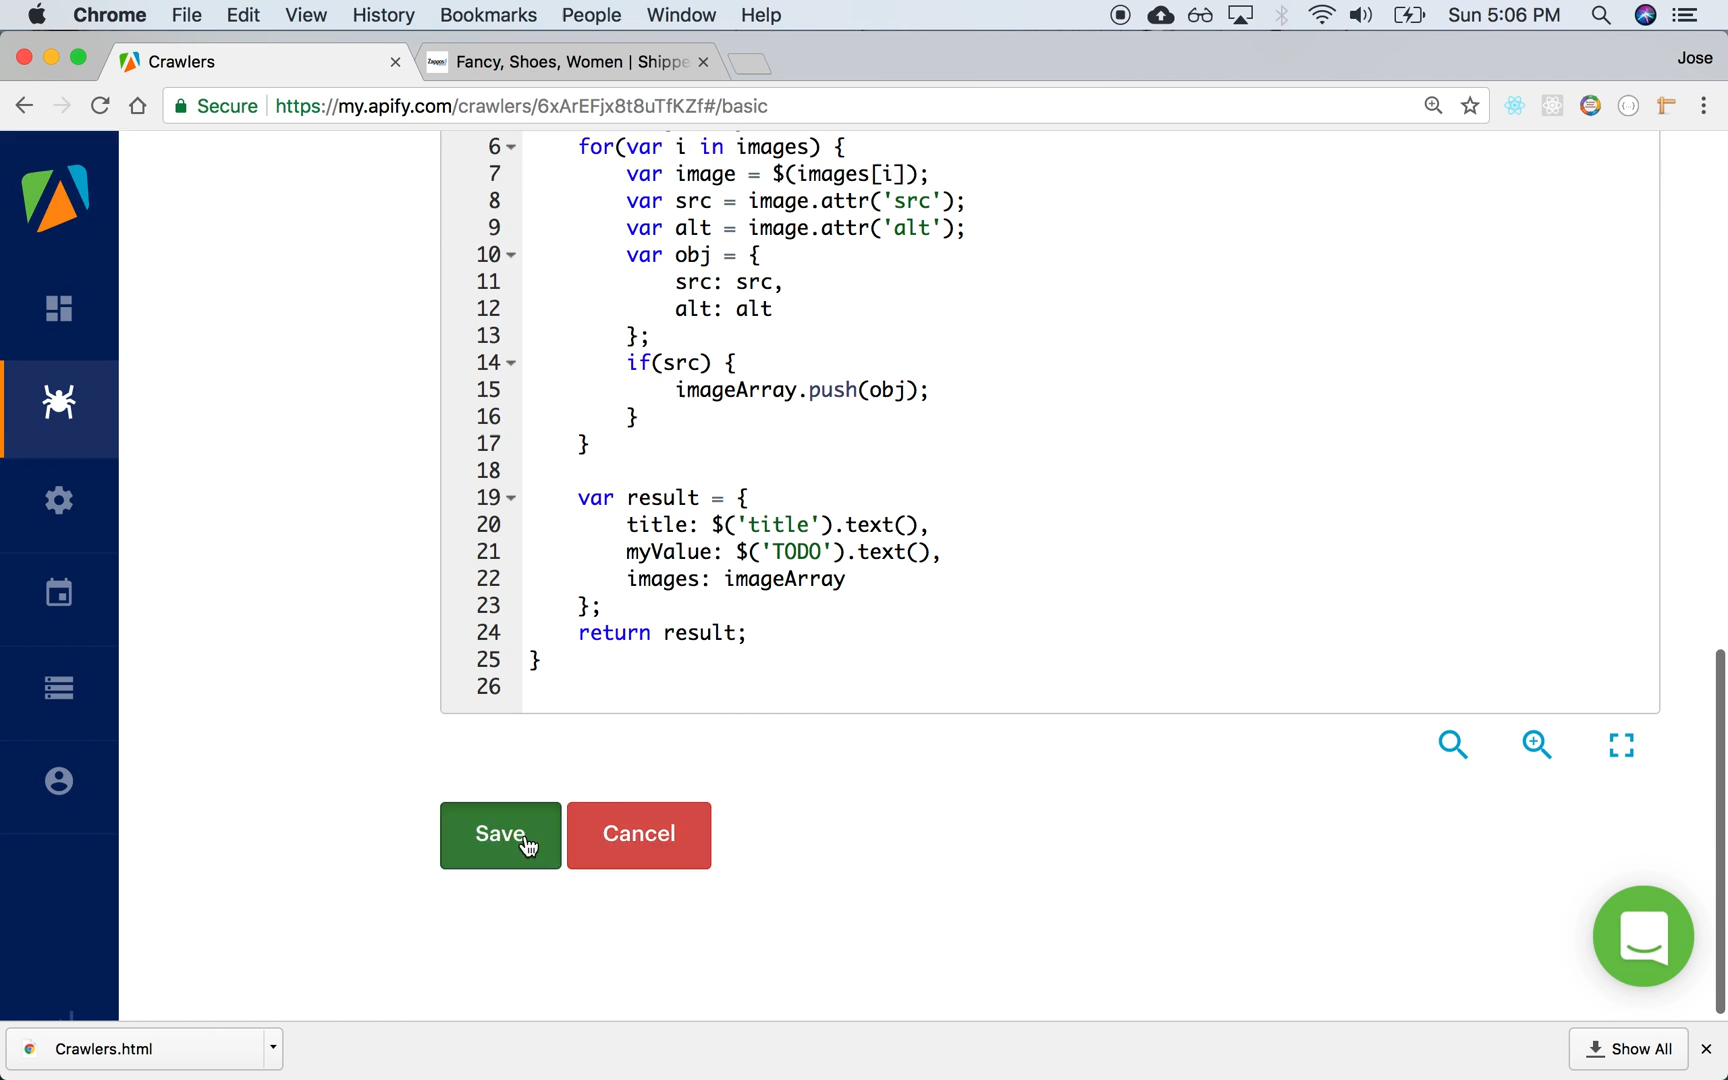 Chrome File Edit View History Bookmarks People Window Help Sun 5:06 PM
Crawlers Zappos Fancy, Shoes, Women | Shippe Jose
Secure https://my.apify.com/crawlers/6xArEFjx8t8uTfKZf#/basic
6 for(var i in images) {
7 var image = $(images[i]);
8 var src = image.attr('src');
9 var alt = image.attr('alt');
10 var obj = {
11 src: src,
12 alt: alt
13 };
14 if(src) {
15 imageArray.push(obj);
16 }
17 }
18
19 var result = {
20 title: $('title').text(),
21 myValue: $('TODO').text(),
22 images: imageArray
23 };
24 return result;
25 }
26
Save Cancel
Crawlers.html Show All